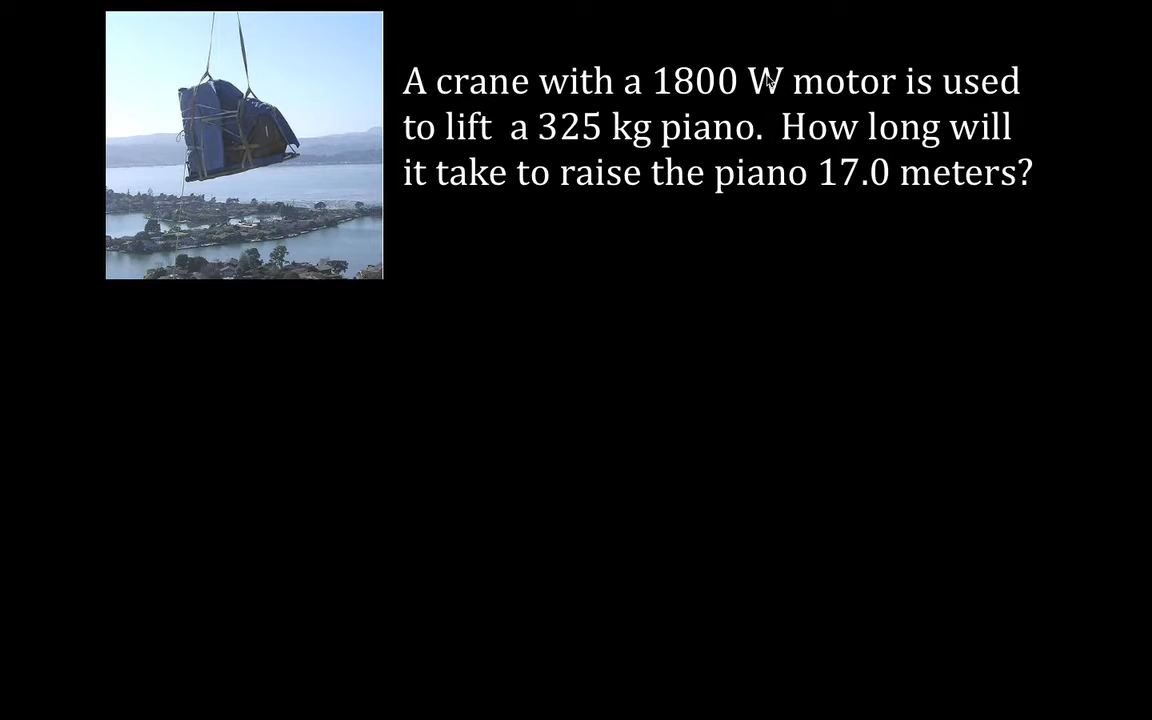 A crane with a 1800 W motor is used
to lift  a 325 kg piano.  How long will
it take to raise the piano 17.0 meters?